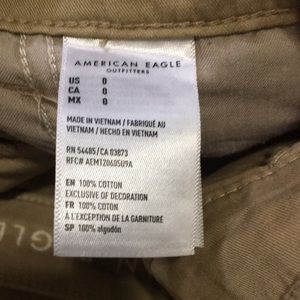 AMERICAN EAGLE
OUTFITTERS
US 0
CA 0
MX 0
MADE IN VIETNAM / FABRIQUÉ AU
VIETNAM / HECHO EN VIETNAM
RN 54485/CA 03873
RFC# AEM120605U9A
EN 100% COTTON
EXCLUSIVE OF DECORATION
FR 100% COTON
À L'EXCEPTION DE LA GARNITURE
SP 100% algodón